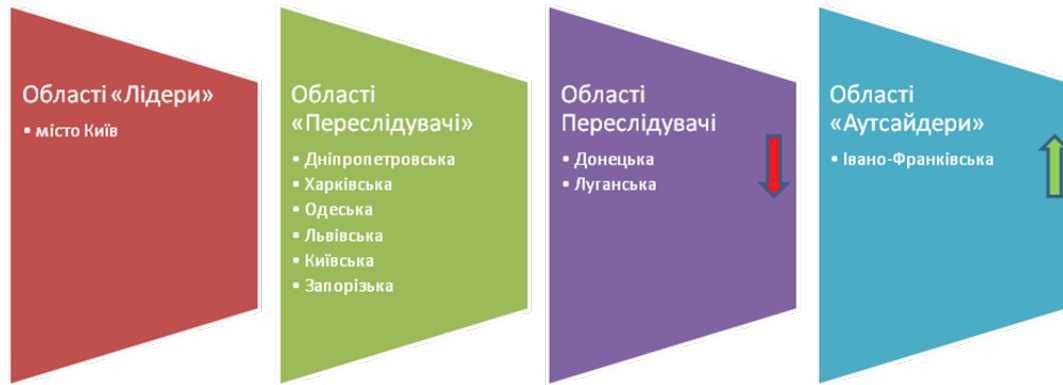 Області «Лідери»
• місто Київ
Області
«Переслідувачі»
• Дніпропетровська
• Харківська
• Одеська
• Львівська
• Київська
• Запорізька
Області
Переслідувачі
• Донецька
• Луганська
Області
«Аутсайдери»
• Івано-Франківська